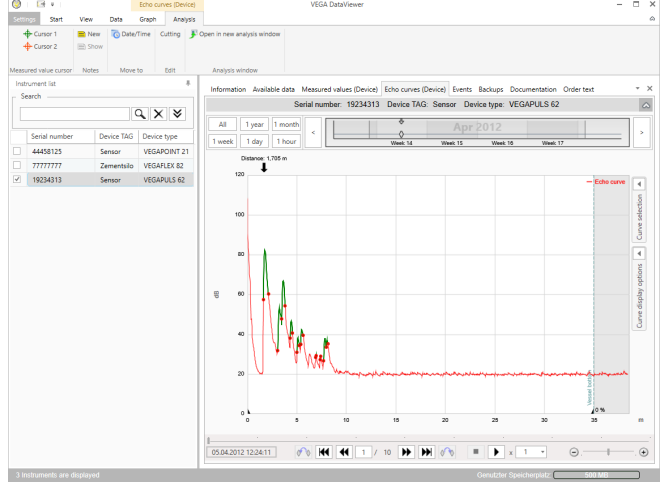 Echo curves (Device)
VEGA DataViewer
Settings Start View Data Graph Analysis
Cursor 1 New Date/Time Cutting Open in new analysis window
Cursor 2 Show
Measured value cursor Notes Move to Edit Analysis window
Instrument list
Search
Serial number Device TAG Device type
44458125 Sensor VEGAPOINT 21
77777777 Zementsilo VEGAFLEX 82
19234313 Sensor VEGAPULS 62
Information Available data Measured values (Device) Echo curves (Device) Events Backups Documentation Order text
Serial number: 19234313 Device TAG: Sensor Device type: VEGAPULS 62
All 1 year 1 month
1 week 1 day 1 hour
< >
Apr 2012
Week 14 Week 15 Week 16 Week 17
Distance: 1,705 m
120
100
80
60
40
20
0
dB
Echo curve
0 % 
0 5 10 15 20 25 30 35 m
Curve selection
Curve display options
05.04.2012 12:24:11 1 / 10 x 1
3 Instruments are displayed
Genutzter Speicherplatz: 500 MB